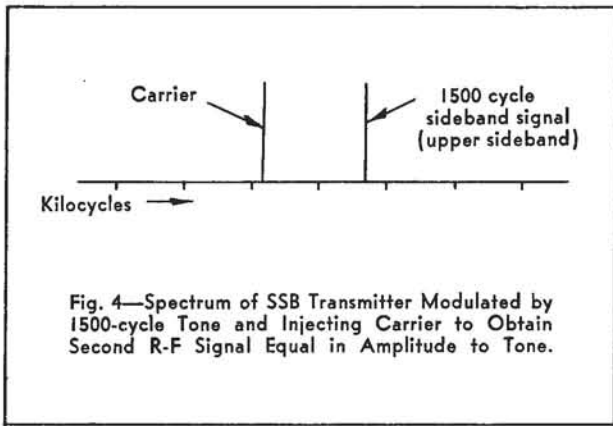 Carrier
1500 cycle
sideband signal
(upper sideband)
Kilocycles
Fig. 4—Spectrum of SSB Transmitter Modulated by
1500-cycle Tone and Injecting Carrier to Obtain
Second R-F Signal Equal in Amplitude to Tone.